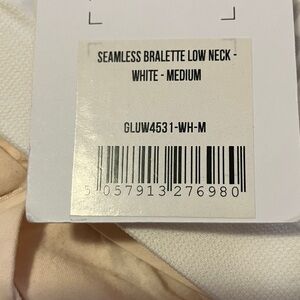 SEAMLESS BRALETTE LOW NECK -
WHITE - MEDIUM
GLUW4531-WH-M
5 057913 276980